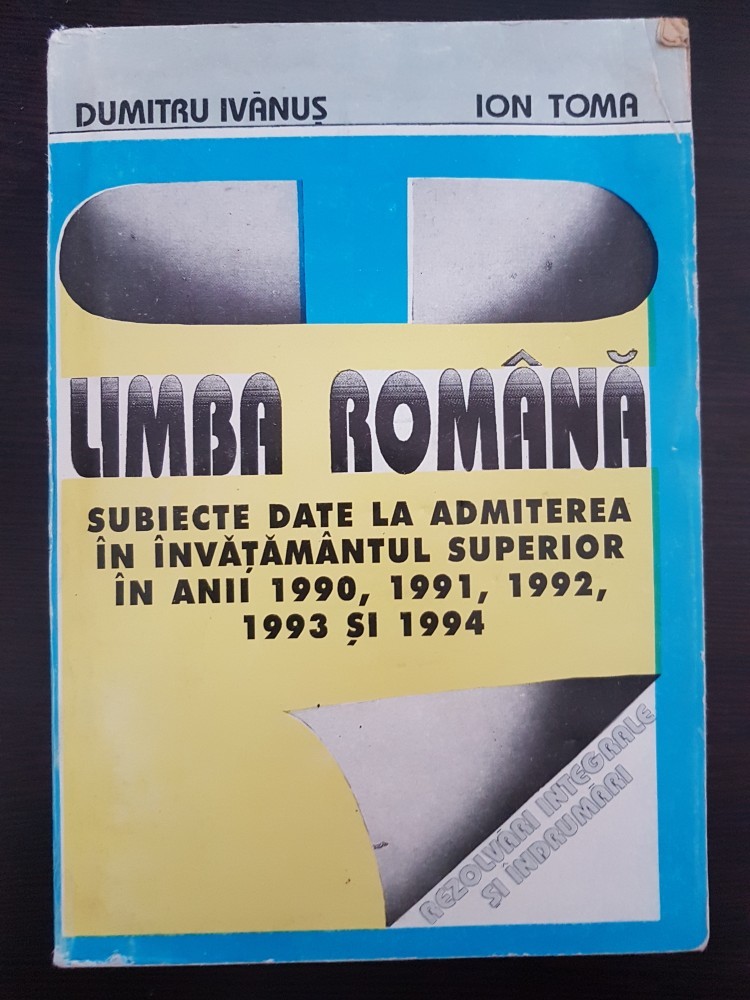 DUMITRU IVĂNUȘ
ION TOMA
LIMBA ROMÂNĂ
SUBIECTE DATE LA ADMITEREA
ÎN ÎNVĂȚĂMÂNTUL SUPERIOR
ÎN ANII 1990, 1991, 1992,
1993 ȘI 1994
REZOLVĂRI INTEGRALE
ȘI ÎNDRUMĂRI